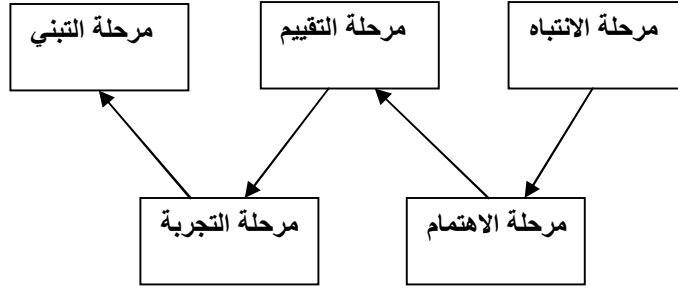 مرحلة الانتباه
مرحلة التقييم
مرحلة التبني
مرحلة الاهتمام
مرحلة التجربة